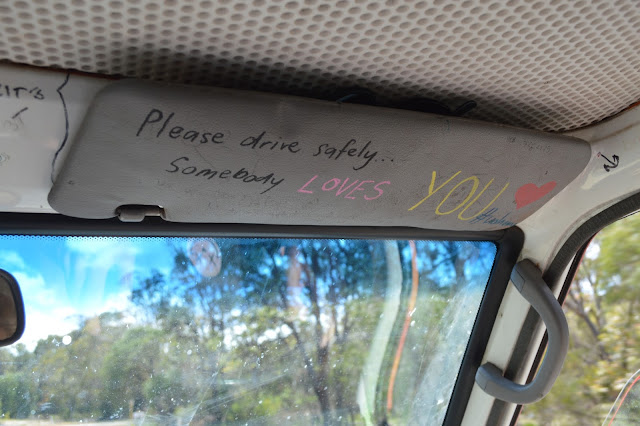 Please drive safely...
Somebody LOVES YOU